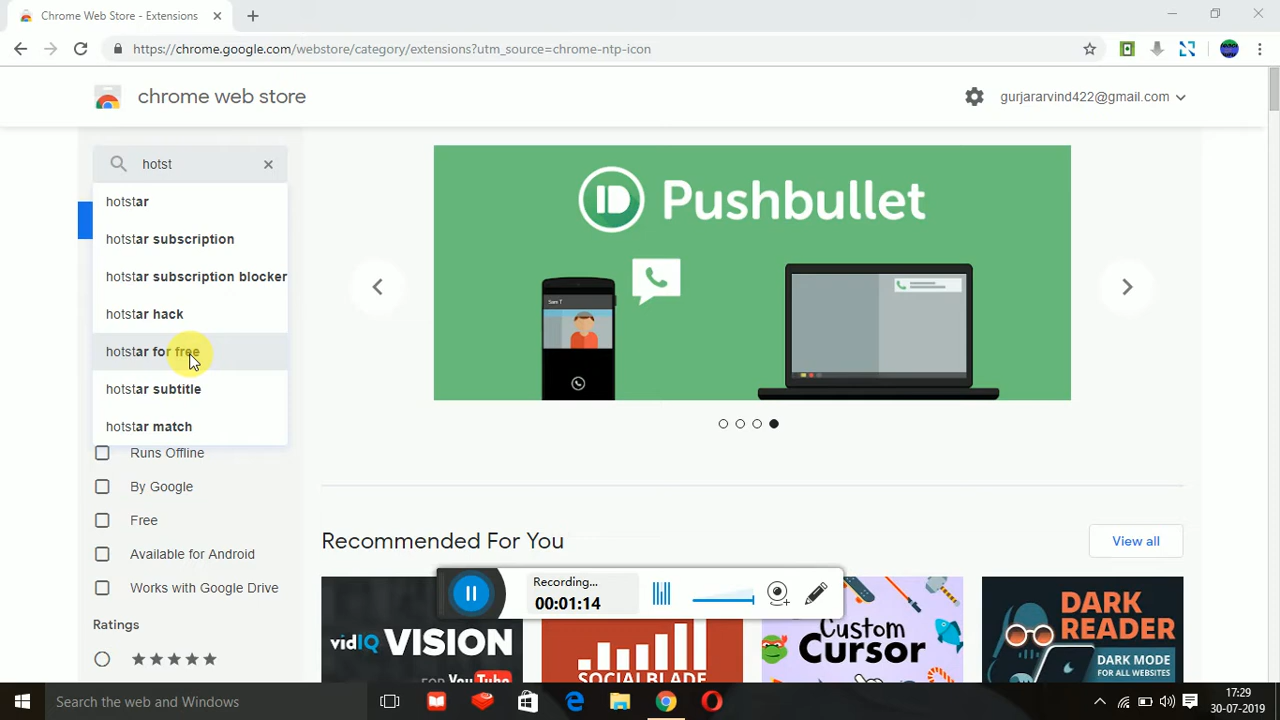 Chrome Web Store - Extensions
https://chrome.google.com/webstore/category/extensions?utm_source=chrome-ntp-icon
chrome web store
gurjararvind422@gmail.com
hotst
hotstar
hotstar subscription
hotstar subscription blocker
hotstar hack
hotstar for free
hotstar subtitle
hotstar match
Runs Offline
By Google
Free
Available for Android
Works with Google Drive
Ratings
Pushbullet
Sam T
Recommended For You
View all
Recording...
00:01:14
vidIQ VISION
FOR YouTube
SOCIALBLADE
Custom
Cursor
DARK
READER
DARK MODE
FOR ALL WEBSITES
Search the web and Windows
17:29
30-07-2019